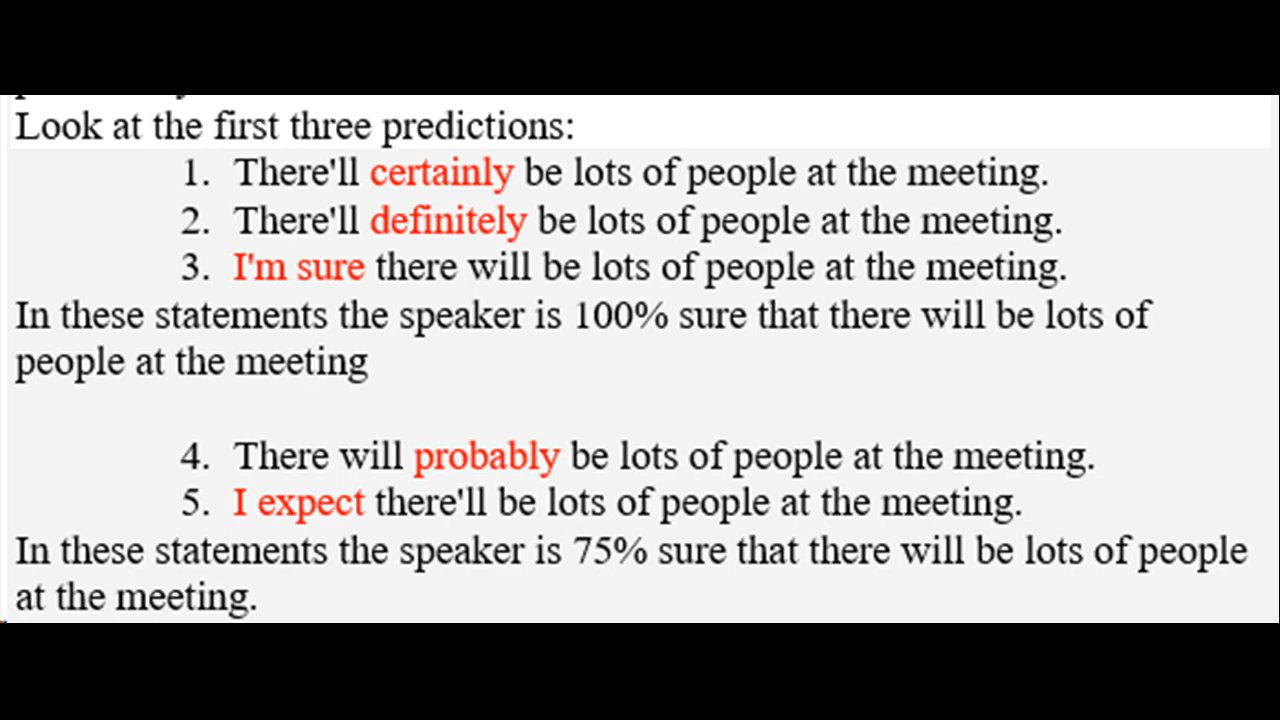 Look at the first three predictions:
1. There'll certainly be lots of people at the meeting.
2. There'll definitely be lots of people at the meeting.
3. I'm sure there will be lots of people at the meeting.
In these statements the speaker is 100% sure that there will be lots of
people at the meeting
4. There will probably be lots of people at the meeting.
5. I expect there'll be lots of people at the meeting.
In these statements the speaker is 75% sure that there will be lots of people
at the meeting.